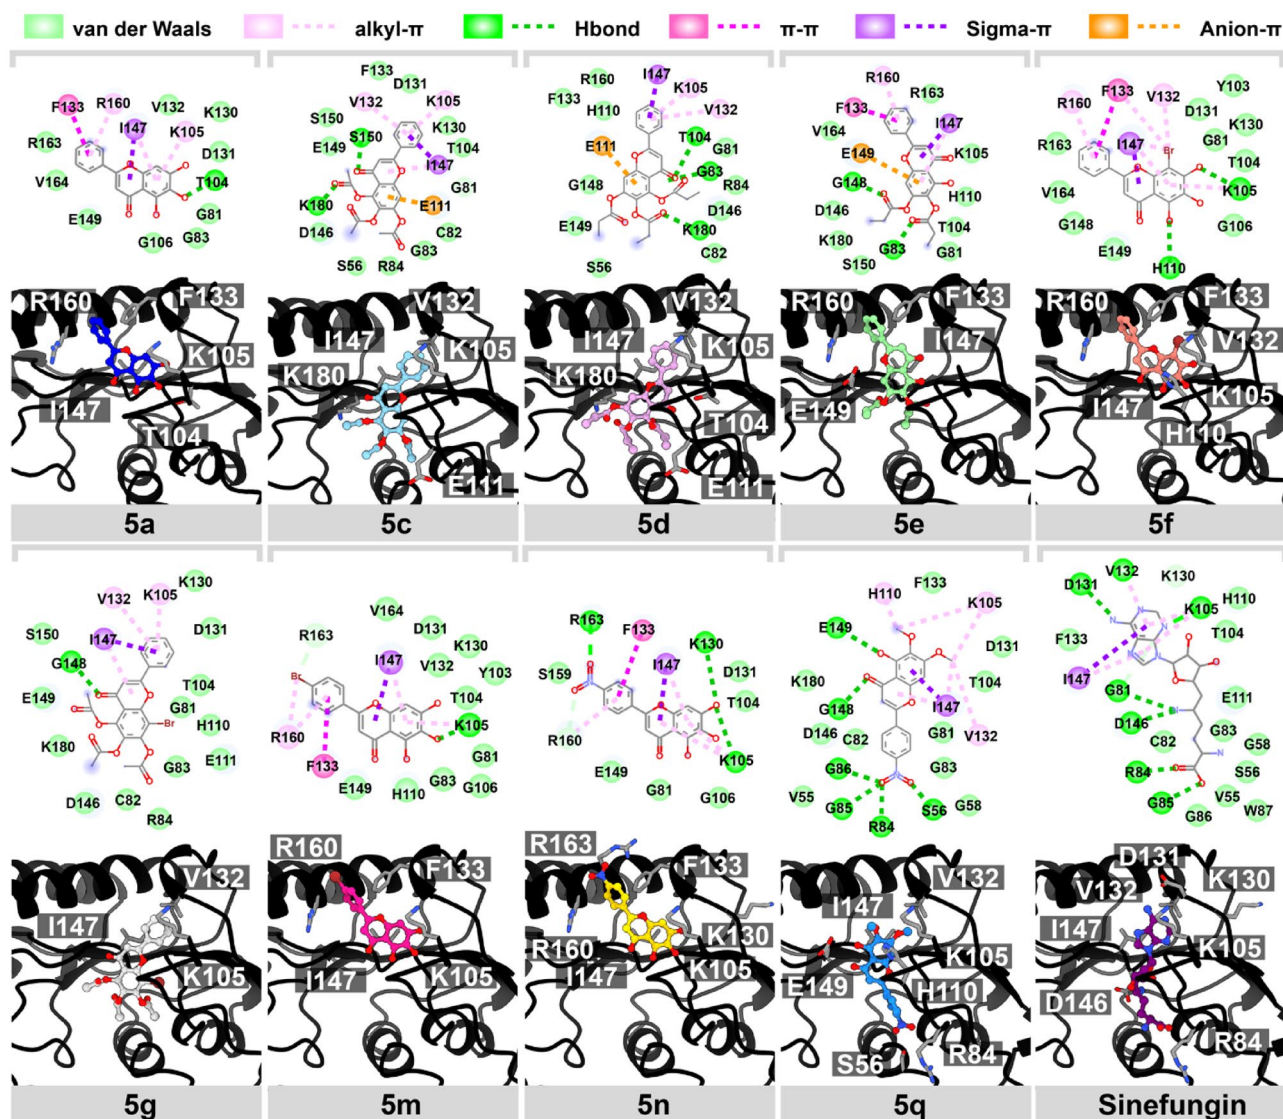 van der Waals alkyl-π Hbond π-π Sigma-π Anion-π
F133 R160 V132 K130
I147 K105
R163 D131
V164 T104
E149 G81
G106 G83
R160 F133
K105
I147
T104
5a
F133 D131
V132 K105
S150 K130
S150 T104
E149 I147
G81
K180 E111
D146 C82
G83
S56 R84
V132
I147
K105
K180
E111
5c
I147
R160 K105
F133 H110 V132
T104
E111 G81
G83
G148 R84
D146
E149 K180
S56 C82
V132
I147
K105
K180
T104
E111
5d
R160
F133 R163
V164 I147
E149 K105
G148 H110
D146 T104
K180 G83 G81
S150
R160 F133
I147
E149
5e
F133 V132 Y103
R160 D131
K130
I147 G81
R163 T104
V164 K105
G148 G106
E149
H110
R160 F133
V132
K105
I147
H110
5f
K130
V132 K105
S150 I147 D131
G148
T104
E149 G81
H110
K180 G83 E111
D146 C82
R84
V132
I147
K105
5g
V164
R163 D131
K130
I147 V132 Y103
Br T104
K105
R160 G81
F133
E149 H110 G83 G106
R160
F133
K105
I147
5m
R163
F133 K130
S159 I147 D131
T104
R160 K105
E149
G81 G106
R163
F133
K130
R160
I147 K105
5n
F133
H110 K105
E149
D131
K180 T104
G148 I147
D146 C82 G81 V132
G86 G83
V55 G85 S56 G58
R84
V132
I147
K105
E149
H110
R84
S56
5q
V132
D131 K130 H110
K105
F133 T104
I147
G81 E111
D146
C82 G83 G58
R84 S56
G85 V55
G86 W87
D131
V132 K130
I147
K105
D146
R84
Sinefungin